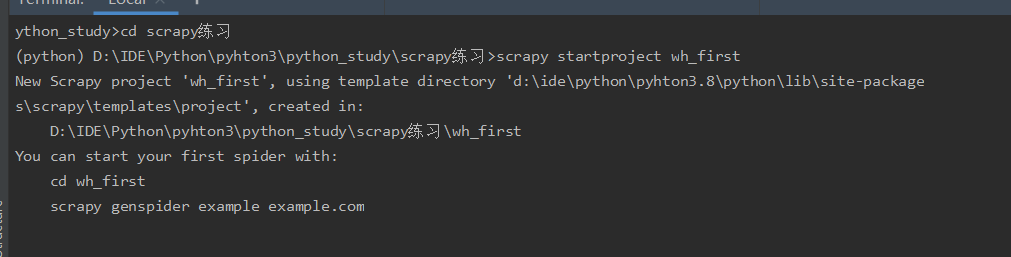 Terminal: Local
ython_study>cd scrapy练习
(python) D:\IDE\Python\pyhton3\python_study\scrapy练习>scrapy startproject wh_first
New Scrapy project 'wh_first', using template directory 'd:\ide\python\pyhton3.8\python\lib\site-package
s\scrapy\templates\project', created in:
    D:\IDE\Python\pyhton3\python_study\scrapy练习\wh_first
You can start your first spider with:
    cd wh_first
    scrapy genspider example example.com